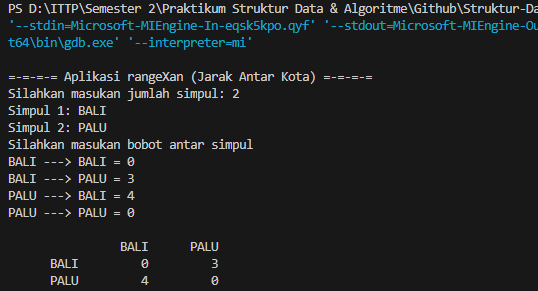 PS D:\ITTP\Semester 2\Praktikum Struktur Data & Algoritme\Github\Struktur-Da
'--stdin=Microsoft-MIEngine-In-eqsk5kpo.qyf' '--stdout=Microsoft-MIEngine-Ou
t64\bin\gdb.exe' '--interpreter=mi'
=-=-=-= Aplikasi rangeXan (Jarak Antar Kota) =-=-=-=
Silahkan masukan jumlah simpul: 2
Simpul 1: BALI
Simpul 2: PALU
Silahkan masukan bobot antar simpul
BALI ---> BALI = 0
BALI ---> PALU = 3
PALU ---> BALI = 4
PALU ---> PALU = 0
BALI PALU
BALI 0 3
PALU 4 0